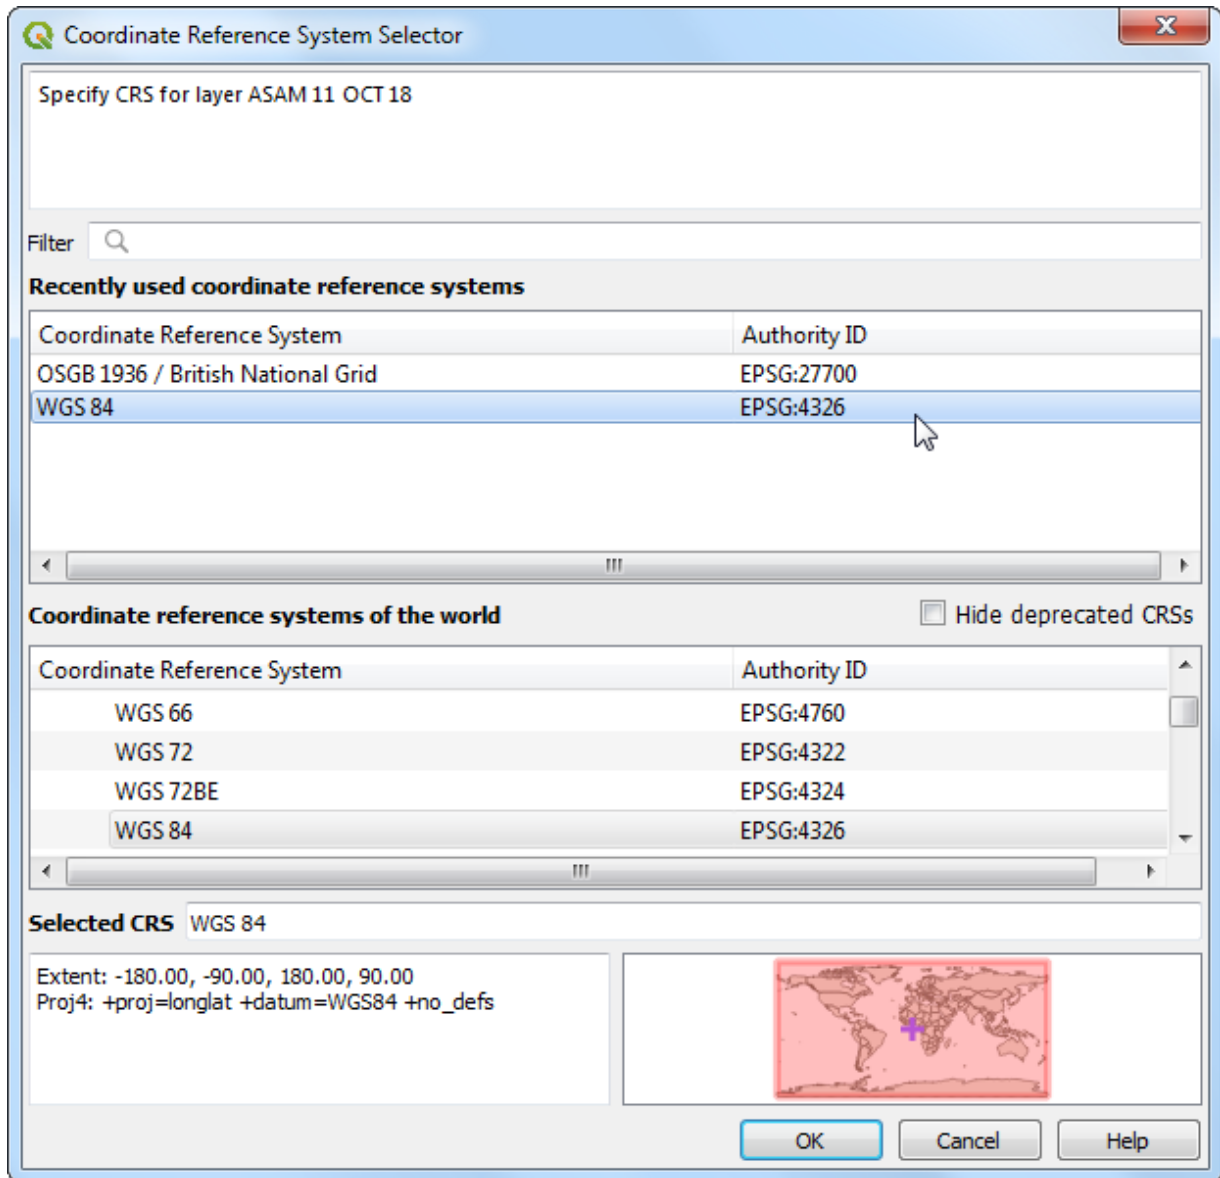 Coordinate Reference System Selector
Specify CRS for layer ASAM 11 OCT 18
Filter
Recently used coordinate reference systems
Coordinate Reference System Authority ID
OSGB 1936 / British National Grid EPSG:27700
WGS 84 EPSG:4326
Coordinate reference systems of the world Hide deprecated CRSs
Coordinate Reference System Authority ID
WGS 66 EPSG:4760
WGS 72 EPSG:4322
WGS 72BE EPSG:4324
WGS 84 EPSG:4326
Selected CRS WGS 84
Extent: -180.00, -90.00, 180.00, 90.00
Proj4: +proj=longlat +datum=WGS84 +no_defs
OK Cancel Help